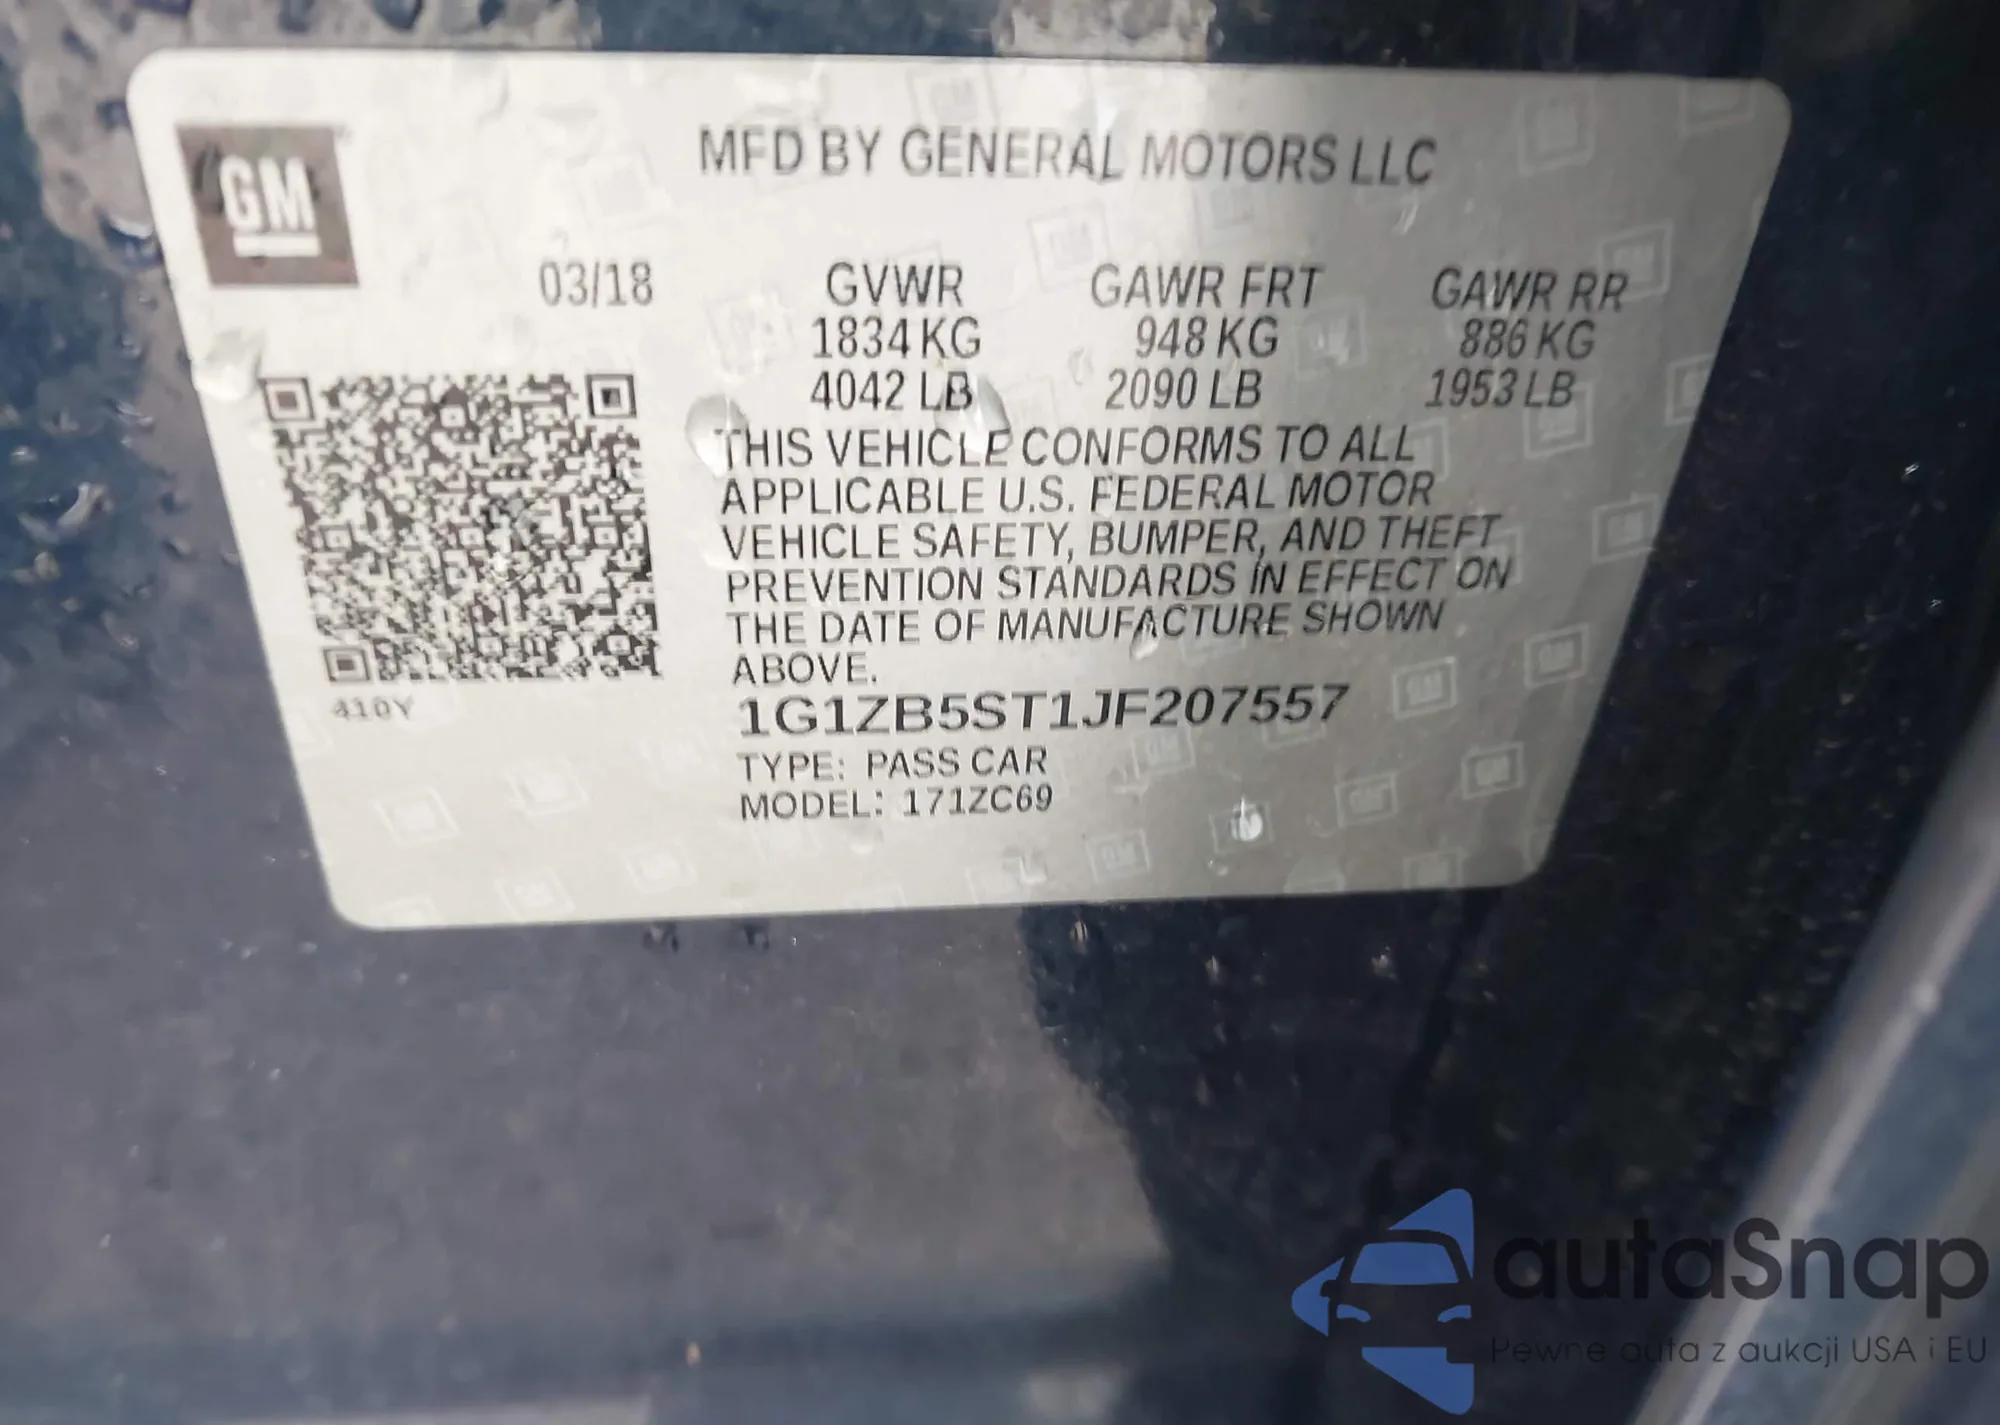 GM
MFD BY GENERAL MOTORS LLC
03/18
GVWR
1834 KG
4042 LB
GAWR FRT
948 KG
2090 LB
GAWR RR
886 KG
1953 LB
THIS VEHICLE CONFORMS TO ALL
APPLICABLE U.S. FEDERAL MOTOR
VEHICLE SAFETY, BUMPER, AND THEFT
PREVENTION STANDARDS IN EFFECT ON
THE DATE OF MANUFACTURE SHOWN
ABOVE.
410Y
1G1ZB5ST1JF207557
TYPE: PASS CAR
MODEL: 1ZC69
autaSnap
Pewne auta z aukcji USA i EU